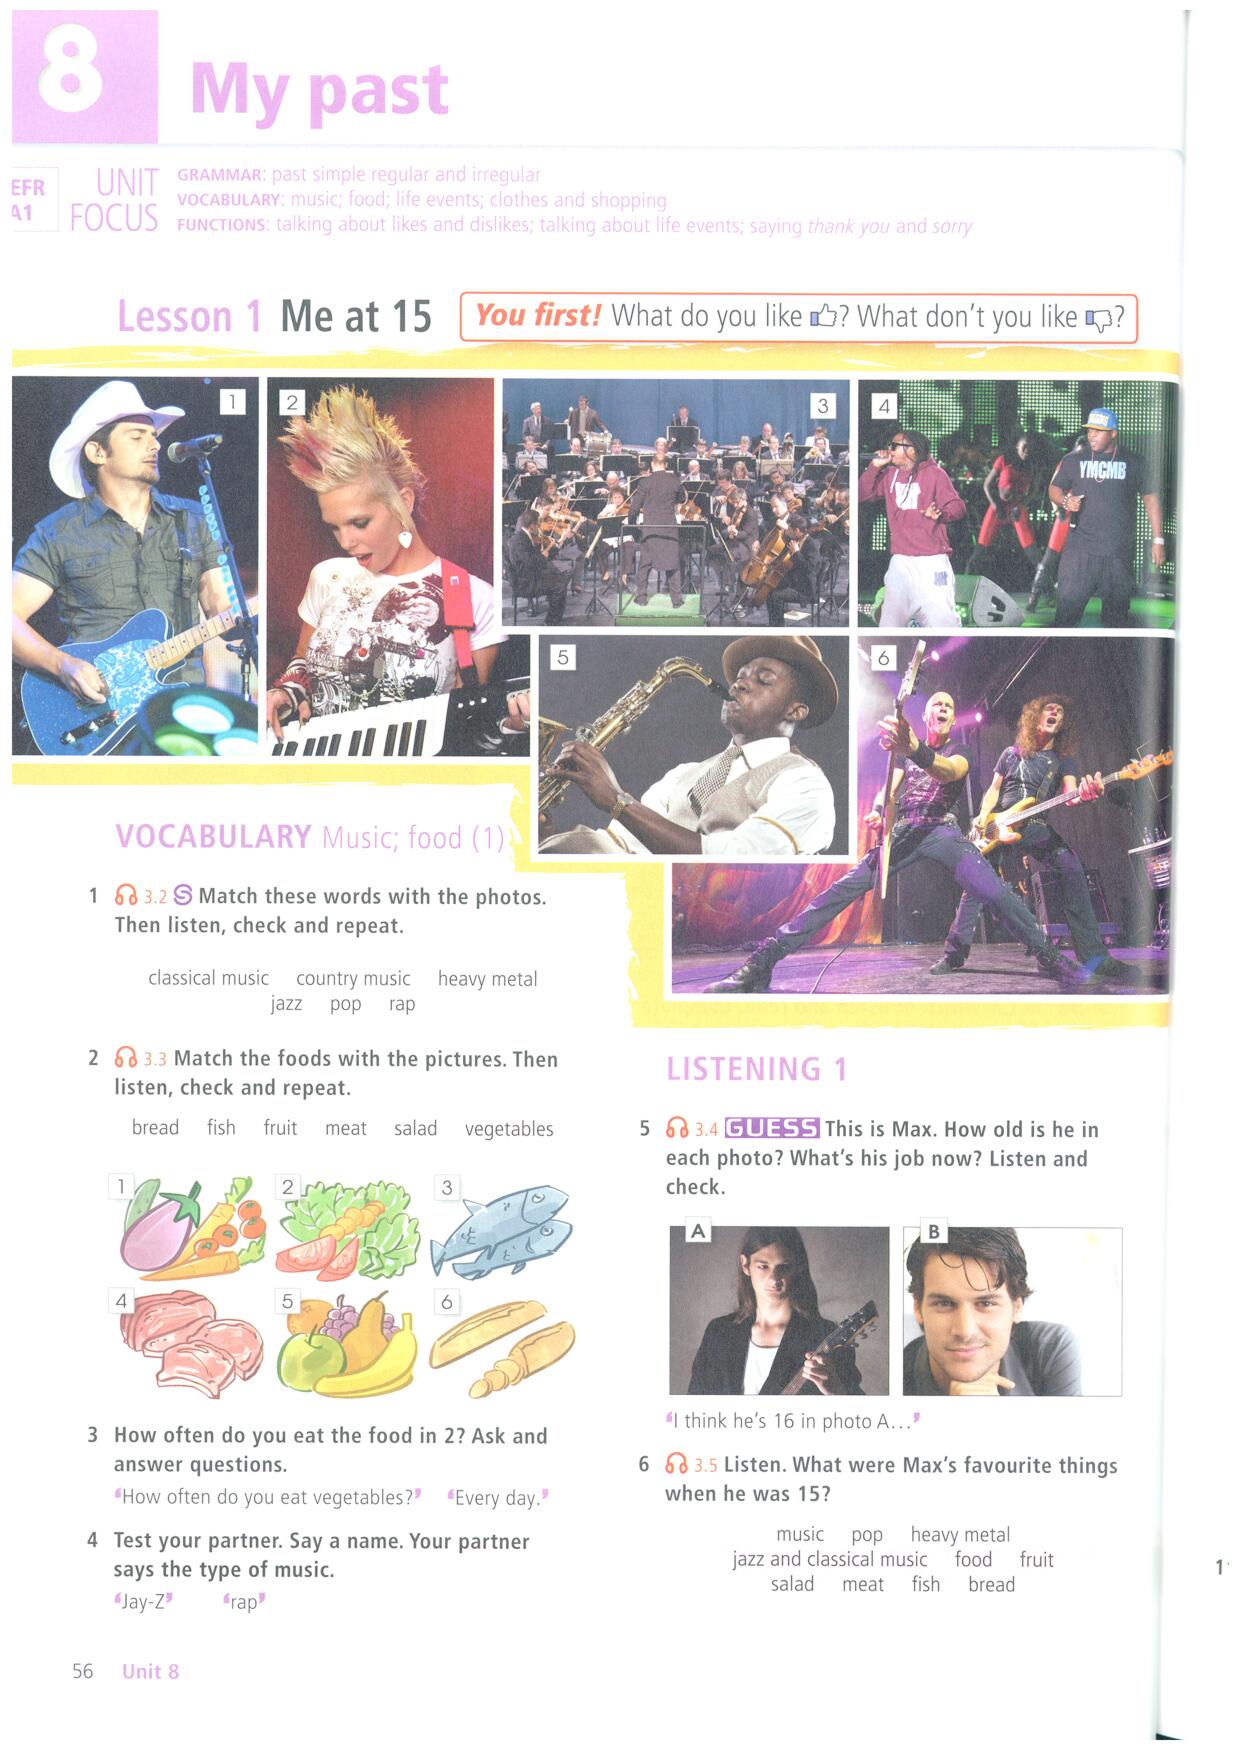 8
My past
EFR
A1
UNIT
FOCUS
GRAMMAR: past simple regular and irregular
VOCABULARY: music; food; life events; clothes and shopping
FUNCTIONS: talking about likes and dislikes; talking about life events; saying thank you and sorry
Lesson 1 Me at 15
You first! What do you like ? What don't you like ?
1
2
3
4
YMCMB
5
6
VOCABULARY Music; food (1)
1 3.2 S Match these words with the photos.
Then listen, check and repeat.
classical music country music heavy metal
jazz pop rap
2 3.3 Match the foods with the pictures. Then
listen, check and repeat.
bread fish fruit meat salad vegetables
1
2
3
4
5
6
3 How often do you eat the food in 2? Ask and
answer questions.
‘How often do you eat vegetables?’ ‘Every day.’
4 Test your partner. Say a name. Your partner
says the type of music.
‘Jay-Z’ ‘rap’
56 Unit 8
LISTENING 1
5 3.4 GUESS This is Max. How old is he in
each photo? What's his job now? Listen and
check.
A
B
‘I think he's 16 in photo A...’
6 3.5 Listen. What were Max's favourite things
when he was 15?
music pop heavy metal
jazz and classical music food fruit
salad meat fish bread